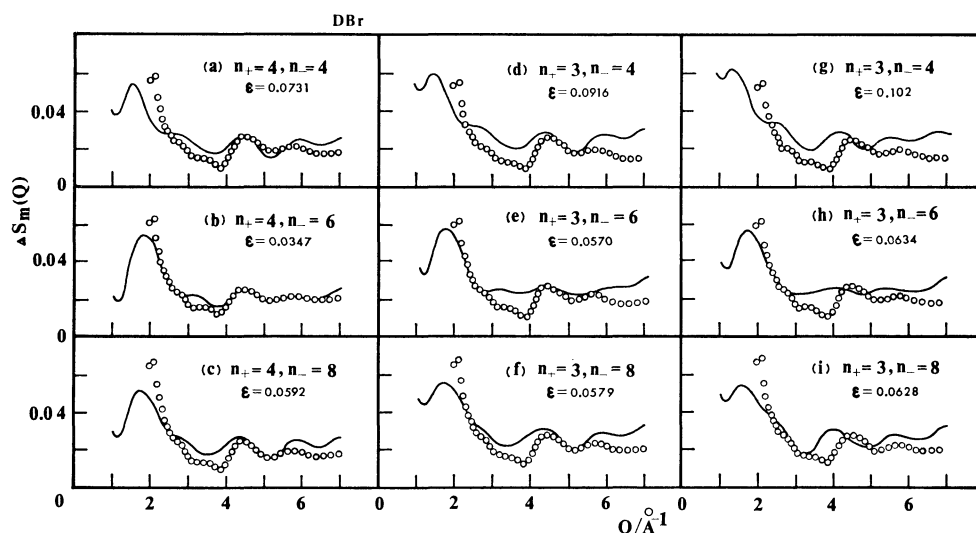 DBr
(a) n₊=4, n₋=4
ε=0.0731
(d) n₊=3, n₋=4
ε=0.0916
(g) n₊=3, n₋=4
ε=0.102
0.04
0
(b) n₊=4, n₋=6
ε=0.0347
(e) n₊=3, n₋=6
ε=0.0570
(h) n₊=3, n₋=6
ε=0.0634
ΔSm(Q)
0.04
0
(c) n₊=4, n₋=8
ε=0.0592
(f) n₊=3, n₋=8
ε=0.0579
(i) n₊=3, n₋=8
ε=0.0628
0.04
0 2 4 6 0 2 4 6 0 2 4 6
Q/Å⁻¹